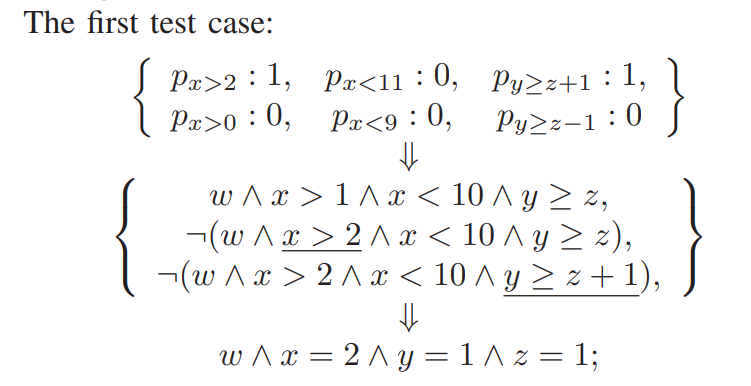 The first test case:
{ p_{x>2} : 1, p_{x<11} : 0, p_{y≥z+1} : 1,
p_{x>0} : 0, p_{x<9} : 0, p_{y≥z−1} : 0 }
⇓
{ w ∧ x > 1 ∧ x < 10 ∧ y ≥ z,
¬(w ∧ x > 2 ∧ x < 10 ∧ y ≥ z),
¬(w ∧ x > 2 ∧ x < 10 ∧ y ≥ z + 1), }
⇓
w ∧ x = 2 ∧ y = 1 ∧ z = 1;